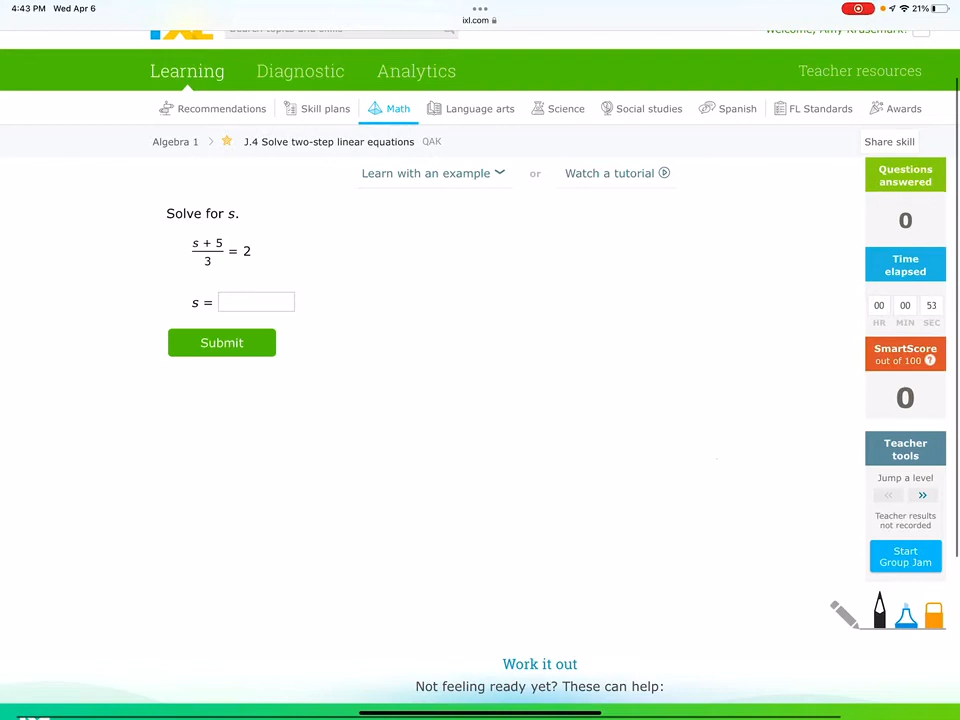 4:43 PM Wed Apr 6
ixl.com
21%
Learning Diagnostic Analytics
Teacher resources
Recommendations Skill plans Math Language arts Science Social studies Spanish FL Standards Awards
Algebra 1 > J.4 Solve two-step linear equations QAK
Share skill
Learn with an example or Watch a tutorial
Questions
answered
0
Time
elapsed
00 00 53
HR MIN SEC
SmartScore
out of 100 ?
0
Teacher
tools
Jump a level
<< >>
Teacher results
not recorded
Start
Group Jam
Solve for s.
s + 5
3
= 2
s =
Submit
Work it out
Not feeling ready yet? These can help: